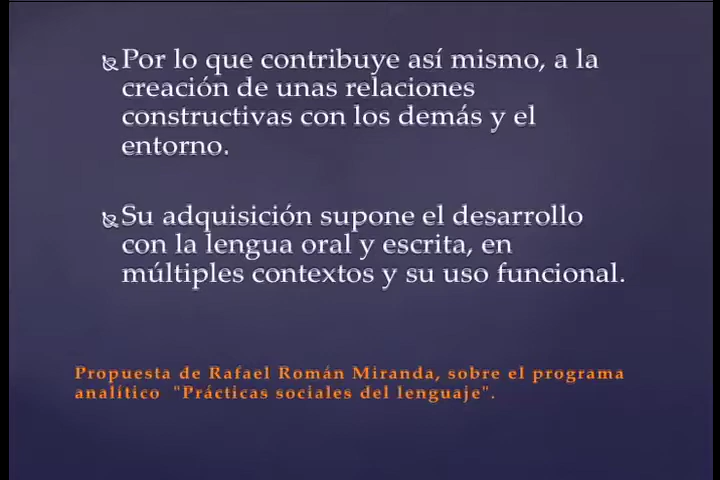 Por lo que contribuye así mismo, a la
creación de unas relaciones
constructivas con los demás y el
entorno.
Su adquisición supone el desarrollo
con la lengua oral y escrita, en
múltiples contextos y su uso funcional.
Propuesta de Rafael Román Miranda, sobre el programa
analítico "Prácticas sociales del lenguaje".